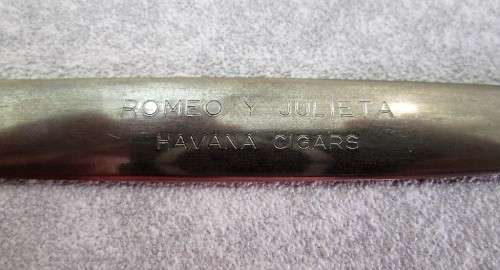 ROMEO Y JULIETA
HAVANA CIGARS